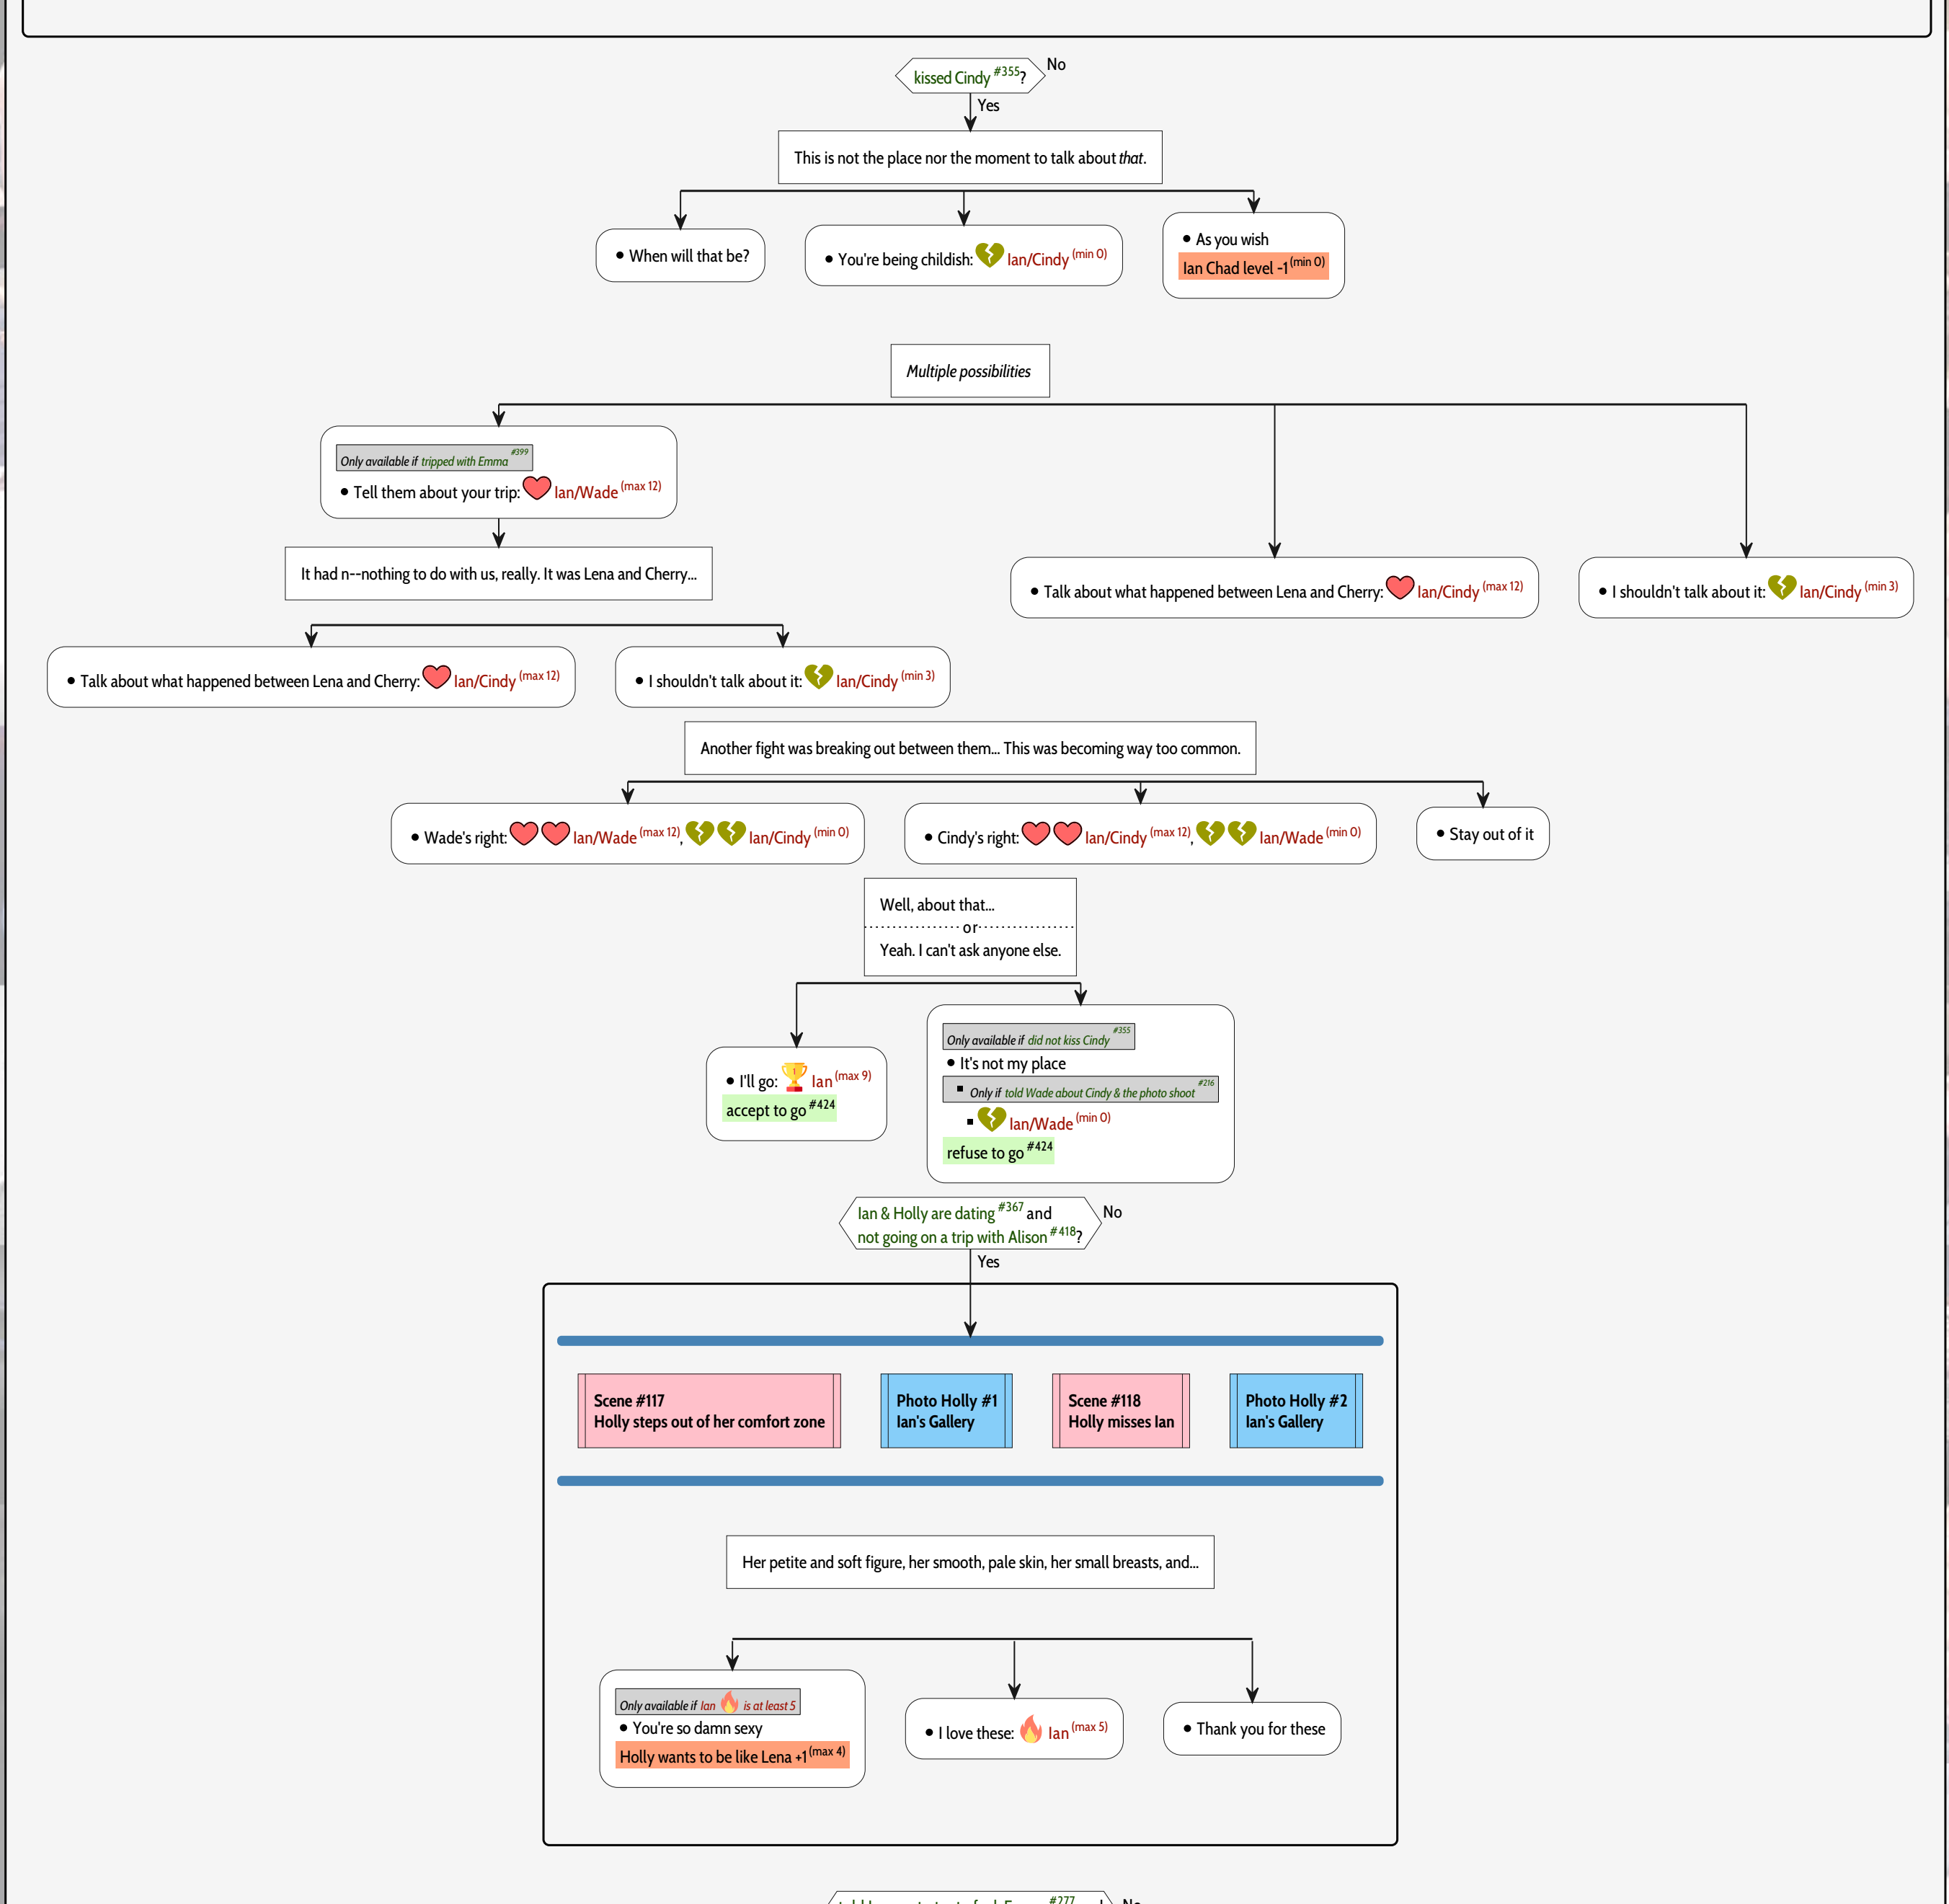 kissed Cindy #355?
No
Yes
This is not the place nor the moment to talk about that.
• When will that be?
• You're being childish: Ian/Cindy (min 0)
• As you wish
Ian Chad level -1 (min 0)
Multiple possibilities
Only available if tripped with Emma #399
• Tell them about your trip: Ian/Wade (max 12)
It had n--nothing to do with us, really. It was Lena and Cherry...
• Talk about what happened between Lena and Cherry: Ian/Cindy (max 12)
• I shouldn't talk about it: Ian/Cindy (min 3)
• Talk about what happened between Lena and Cherry: Ian/Cindy (max 12)
• I shouldn't talk about it: Ian/Cindy (min 3)
Another fight was breaking out between them... This was becoming way too common.
• Wade's right: Ian/Wade (max 12), Ian/Cindy (min 0)
• Cindy's right: Ian/Cindy (max 12), Ian/Wade (min 0)
• Stay out of it
Well, about that...
or
Yeah. I can't ask anyone else.
• I'll go: Ian (max 9)
accept to go #424
Only available if did not kiss Cindy #355
• It's not my place
▪ Only if told Wade about Cindy & the photo shoot #216
▪ Ian/Wade (min 0)
refuse to go #424
Ian & Holly are dating #367 and
not going on a trip with Alison #418?
No
Yes
Scene #117
Holly steps out of her comfort zone
Photo Holly #1
Ian's Gallery
Scene #118
Holly misses Ian
Photo Holly #2
Ian's Gallery
Her petite and soft figure, her smooth, pale skin, her small breasts, and...
Only available if Ian is at least 5
• You're so damn sexy
Holly wants to be like Lena +1 (max 4)
• I love these: Ian (max 5)
• Thank you for these
#277
No